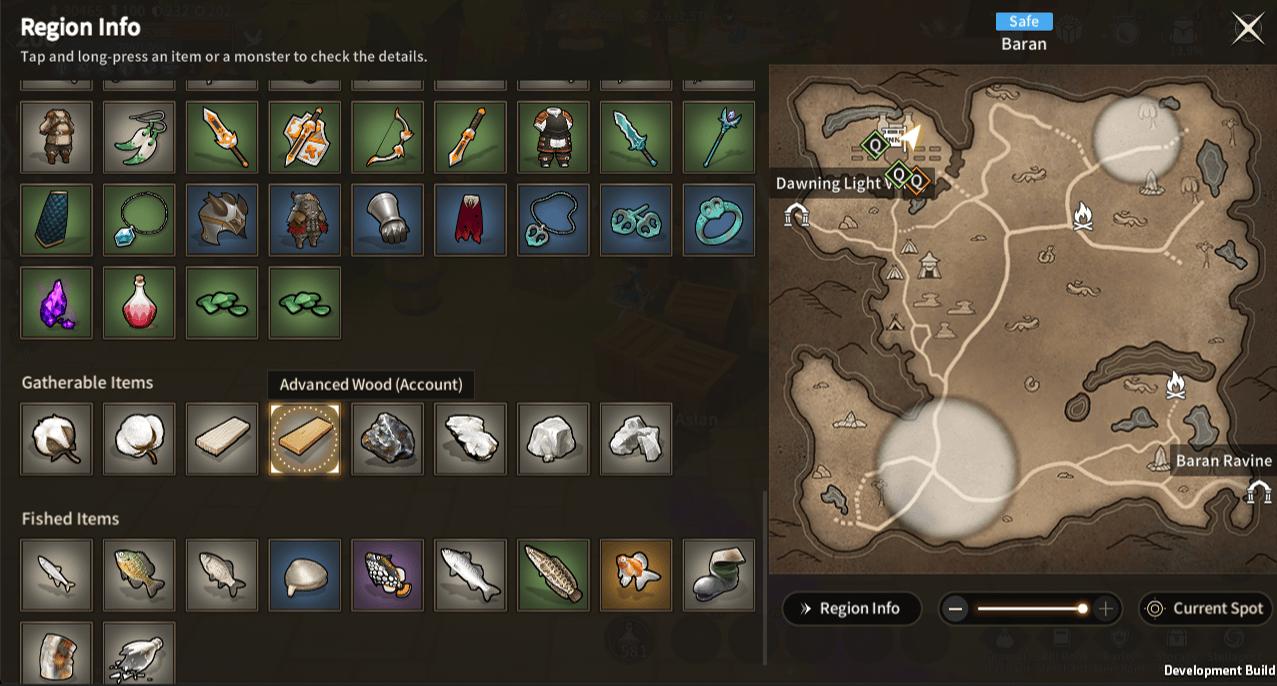 Region Info
Tap and long-press an item or a monster to check the details.
Safe
Baran
Dawning Light V
Q
Q
Q
Gatherable Items
Advanced Wood (Account)
Fished Items
Baran Ravine
Region Info
Current Spot
581
Development Build